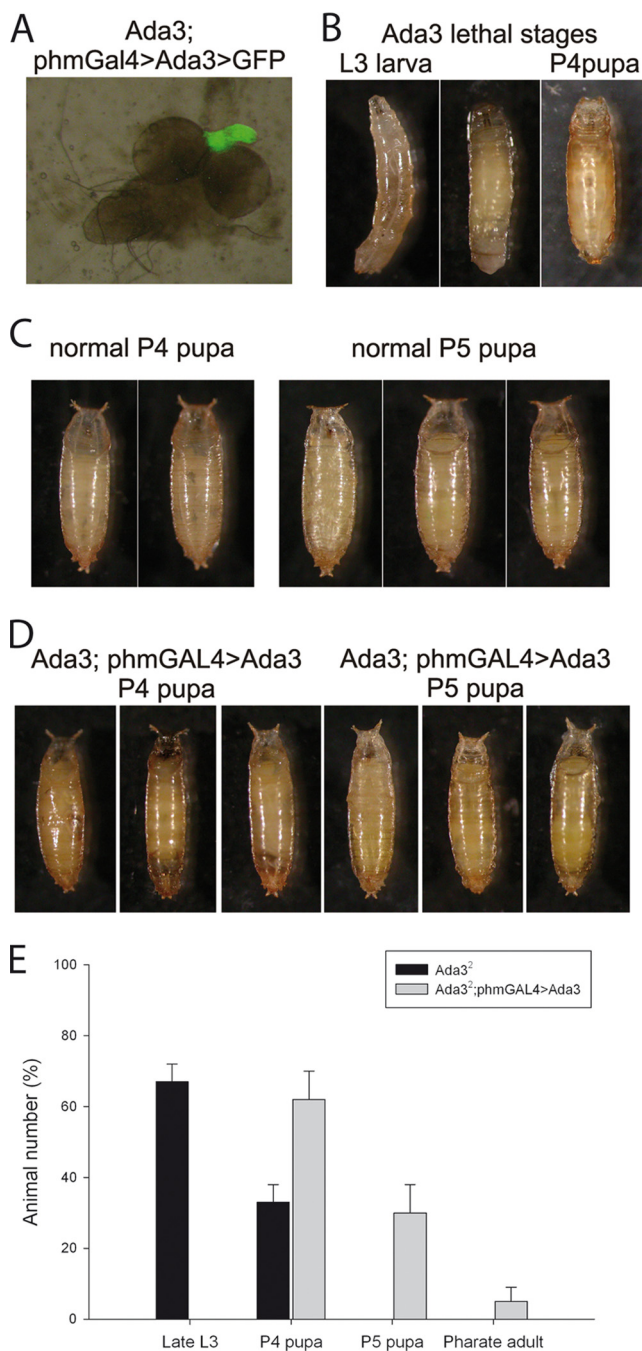 A
Ada3;
phmGal4>Ada3>GFP
B
Ada3 lethal stages
L3 larva
P4pupa
C
normal P4 pupa
normal P5 pupa
D
Ada3; phmGAL4>Ada3
P4 pupa
Ada3; phmGAL4>Ada3
P5 pupa
E
Ada3²
Ada3²;phmGAL4>Ada3
Animal number (%)
100
80
60
40
20
0
Late L3
P4 pupa
P5 pupa
Pharate adult